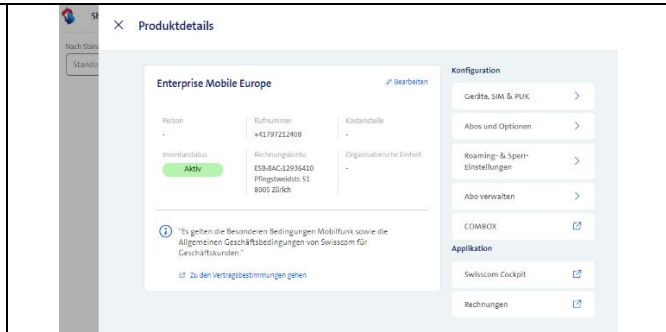 Produktdetails
Nach Stan
Stando
Enterprise Mobile Europe
Bearbeiten
Person
Rufnummer
Kostenstelle
-
+41797212408
-
Inventarstatus
Rechnungskonto
Organisatorische Einheit
Aktiv
ESB:BAC:12936410
-
Pfingstweidstr. 51
8005 Zürich
"Es gelten die Besonderen Bedingungen Mobilfunk sowie die
Allgemeinen Geschäftsbedingungen von Swisscom für
Geschäftskunden."
Zu den Vertragsbestimmungen gehen
Konfiguration
Geräte, SIM & PUK
Abos und Optionen
Roaming- & Sperr-
Einstellungen
Abo verwalten
COMBOX
Applikation
Swisscom Cockpit
Rechnungen